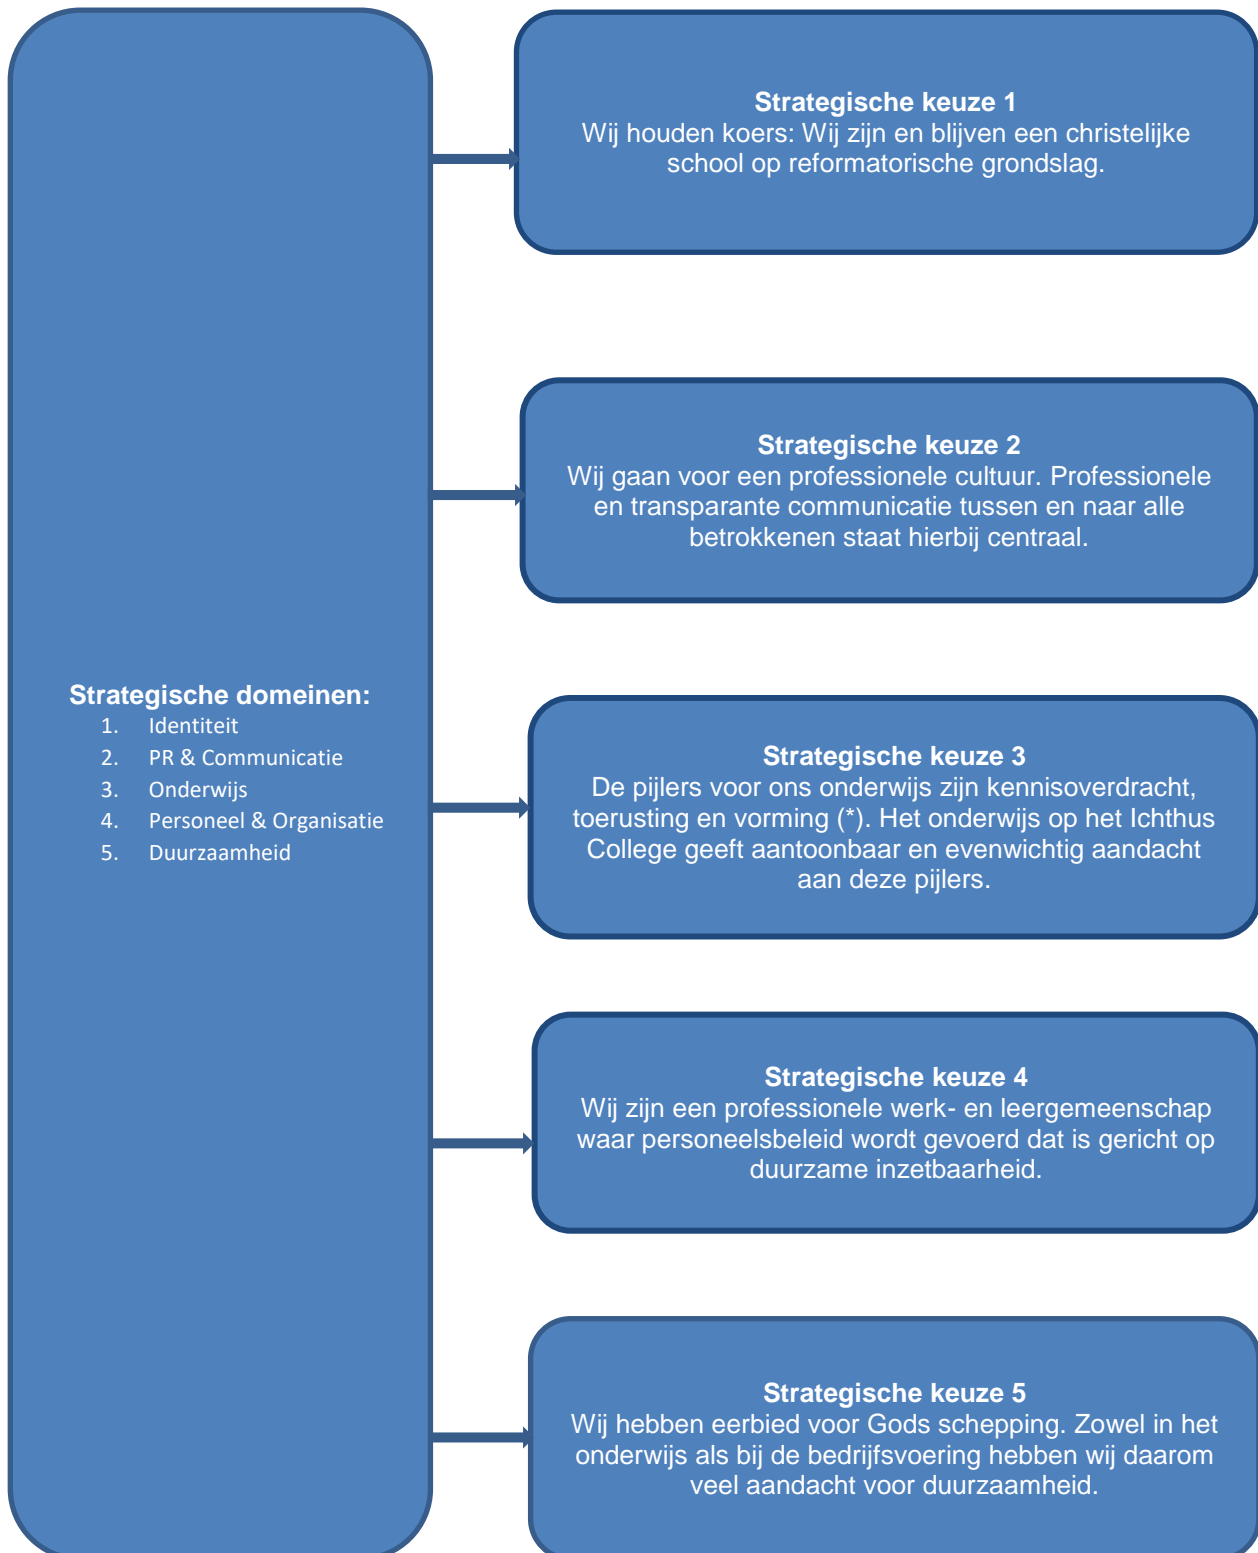 Strategische domeinen:
1. Identiteit
2. PR & Communicatie
3. Onderwijs
4. Personeel & Organisatie
5. Duurzaamheid
Strategische keuze 1
Wij houden koers: Wij zijn en blijven een christelijke
school op reformatorische grondslag.
Strategische keuze 2
Wij gaan voor een professionele cultuur. Professionele
en transparante communicatie tussen en naar alle
betrokkenen staat hierbij centraal.
Strategische keuze 3
De pijlers voor ons onderwijs zijn kennisoverdracht,
toerusting en vorming (*). Het onderwijs op het Ichthus
College geeft aantoonbaar en evenwichtig aandacht
aan deze pijlers.
Strategische keuze 4
Wij zijn een professionele werk- en leergemeenschap
waar personeelsbeleid wordt gevoerd dat is gericht op
duurzame inzetbaarheid.
Strategische keuze 5
Wij hebben eerbied voor Gods schepping. Zowel in het
onderwijs als bij de bedrijfsvoering hebben wij daarom
veel aandacht voor duurzaamheid.